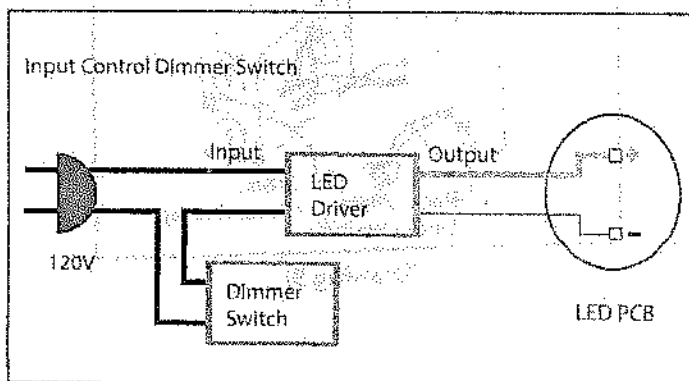 Input Control Dimmer Switch
Input
Output
LED
Driver
+
-
120V
Dimmer
Switch
LED PCB